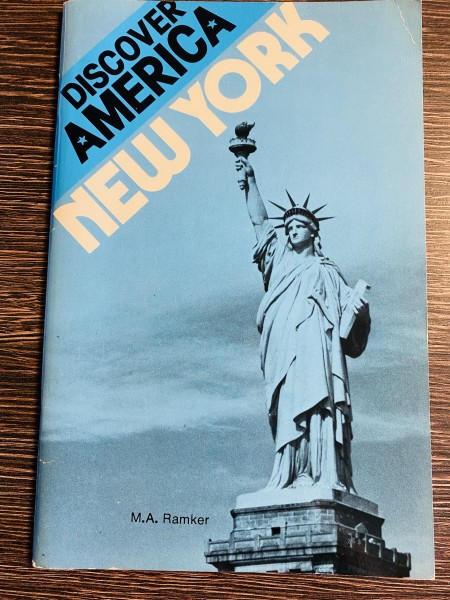 DISCOVER
AMERICA
NEW YORK
M.A. Ramker